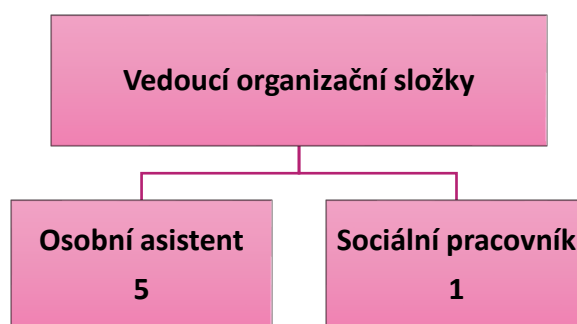 Vedoucí organizační složky
Osobní asistent
5
Sociální pracovník
1